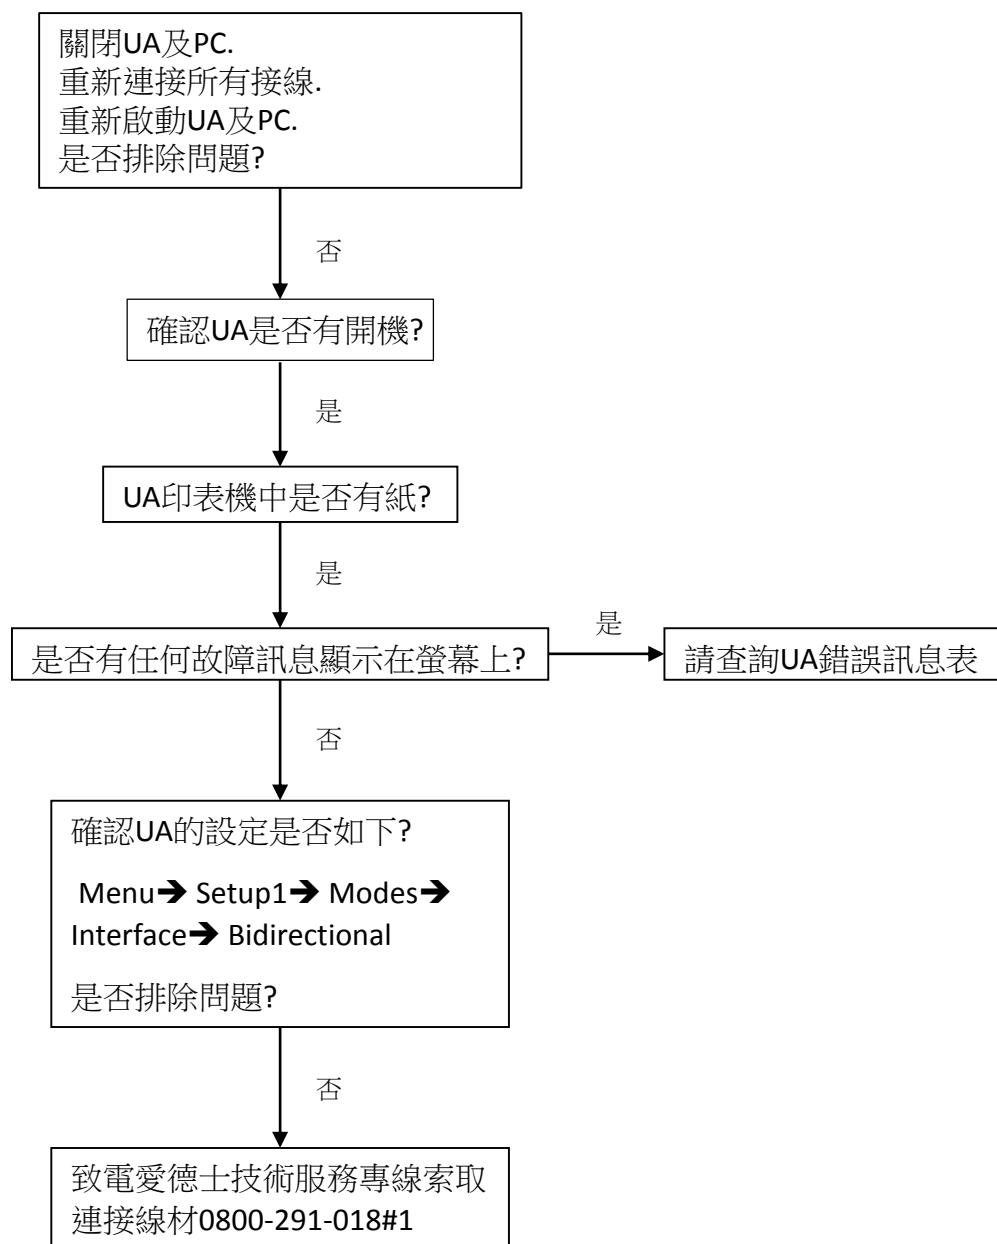 關閉UA及PC.
重新連接所有接線.
重新啟動UA及PC.
是否排除問題?
否
確認UA是否有開機?
是
UA印表機中是否有紙?
是
是否有任何故障訊息顯示在螢幕上?
是
請查詢UA錯誤訊息表
否
確認UA的設定是否如下?
Menu➔ Setup1➔ Modes➔
Interface➔ Bidirectional
是否排除問題?
否
致電愛德士技術服務專線索取
連接線材0800-291-018#1